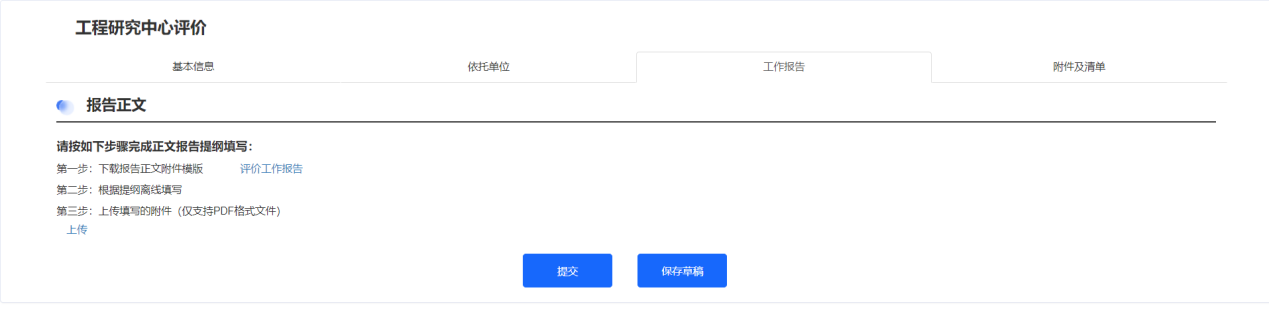 工程研究中心评价
基本信息 依托单位 工作报告 附件及清单
报告正文
请按如下步骤完成正文报告提纲填写：
第一步：下载报告正文附件模版 评价工作报告
第二步：根据提纲离线填写
第三步：上传填写的附件（仅支持PDF格式文件）
上传
提交 保存草稿